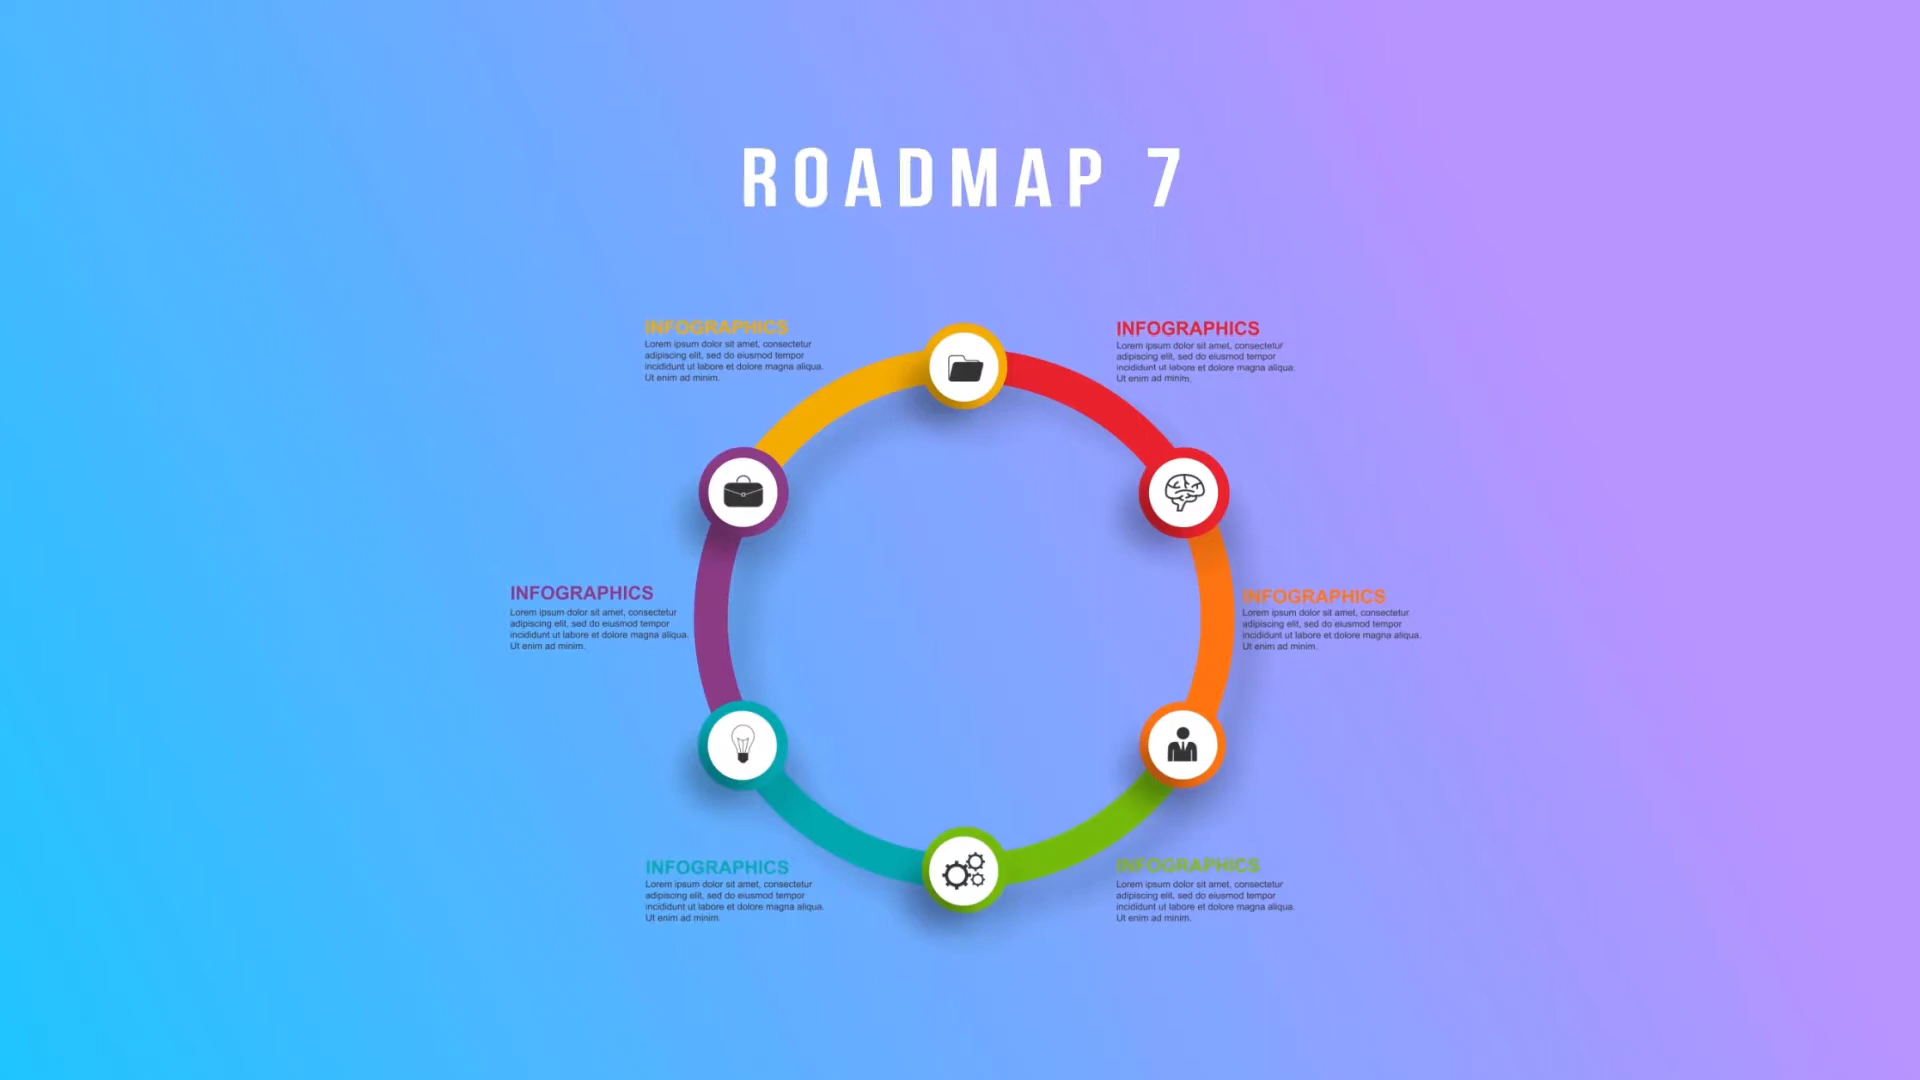 ROADMAP 7
INFOGRAPHICS
Lorem ipsum dolor sit amet, consectetur
adipiscing elit, sed do eiusmod tempor
incididunt ut labore et dolore magna aliqua.
Ut enim ad minim.
INFOGRAPHICS
Lorem ipsum dolor sit amet, consectetur
adipiscing elit, sed do eiusmod tempor
incididunt ut labore et dolore magna aliqua.
Ut enim ad minim.
INFOGRAPHICS
Lorem ipsum dolor sit amet, consectetur
adipiscing elit, sed do eiusmod tempor
incididunt ut labore et dolore magna aliqua.
Ut enim ad minim.
INFOGRAPHICS
Lorem ipsum dolor sit amet, consectetur
adipiscing elit, sed do eiusmod tempor
incididunt ut labore et dolore magna aliqua.
Ut enim ad minim.
INFOGRAPHICS
Lorem ipsum dolor sit amet, consectetur
adipiscing elit, sed do eiusmod tempor
incididunt ut labore et dolore magna aliqua.
Ut enim ad minim.
INFOGRAPHICS
Lorem ipsum dolor sit amet, consectetur
adipiscing elit, sed do eiusmod tempor
incididunt ut labore et dolore magna aliqua.
Ut enim ad minim.